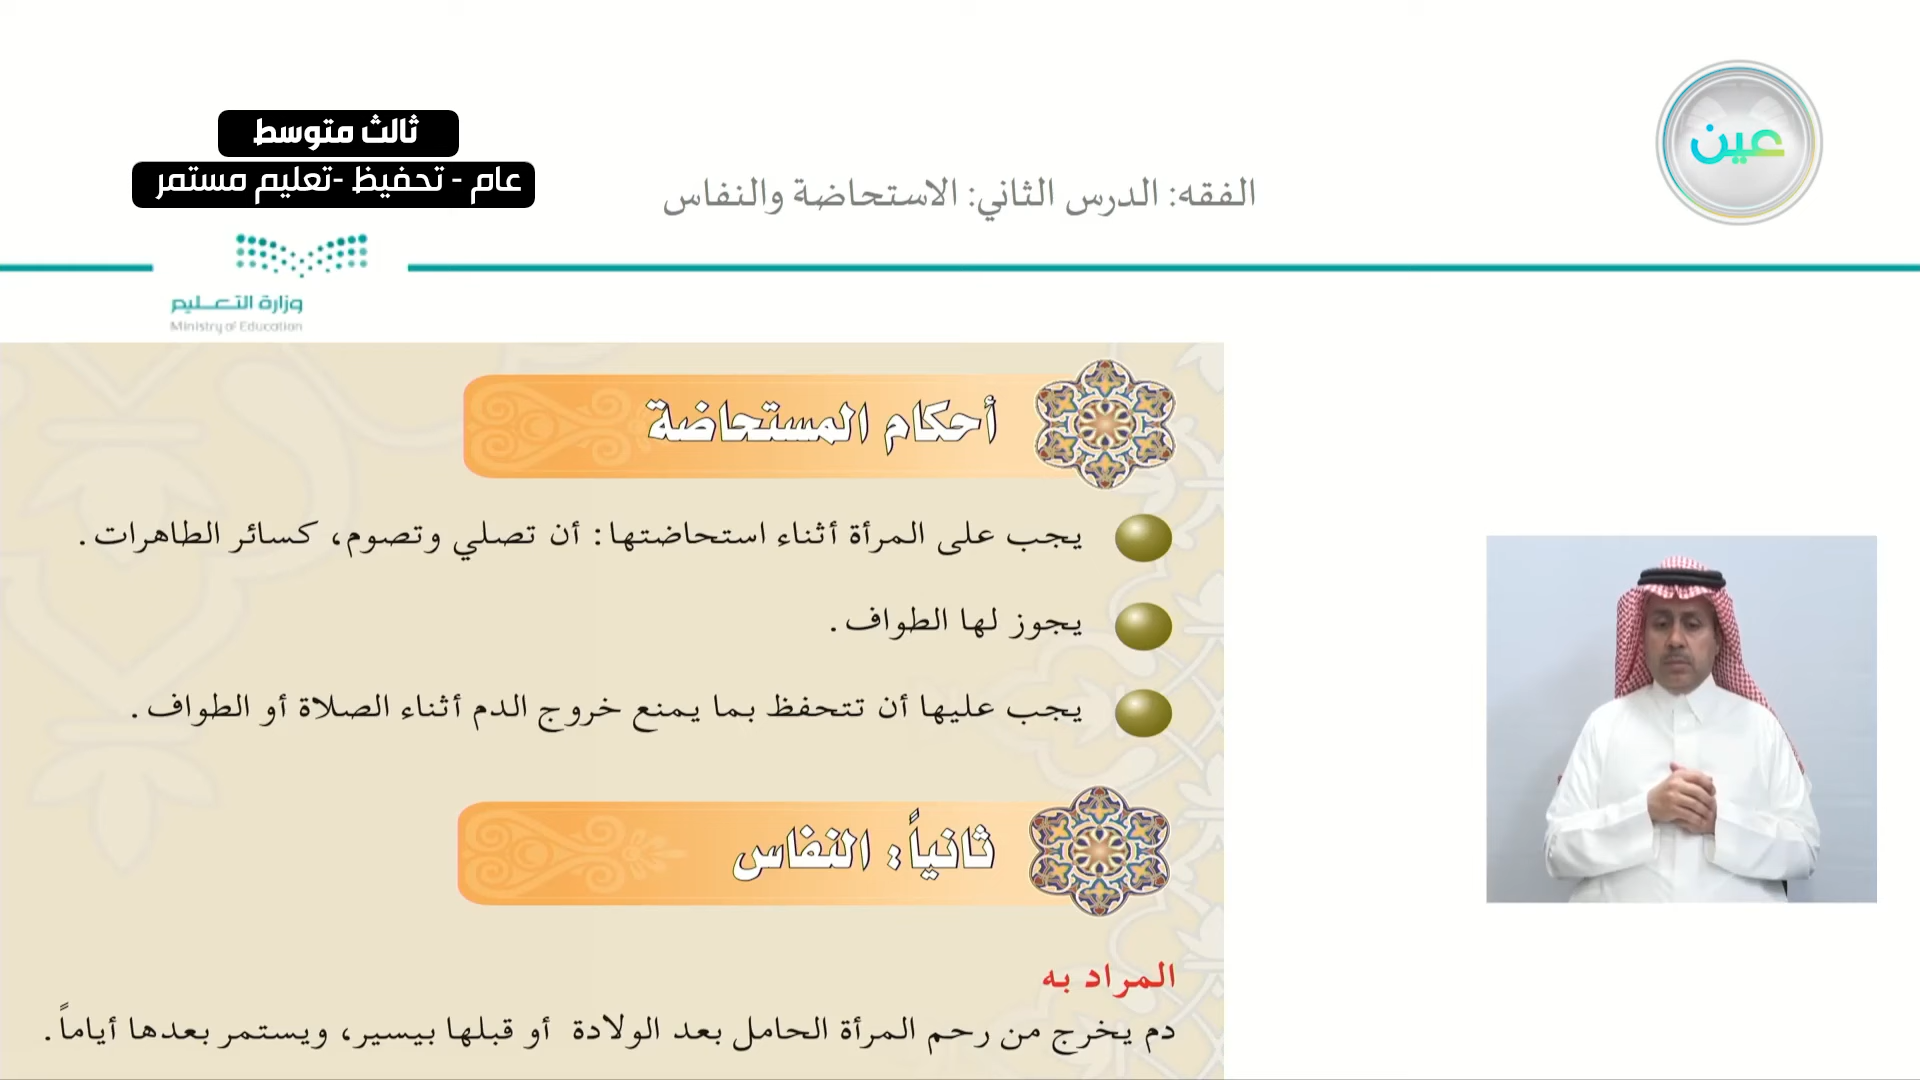 ثالث متوسط
عام - تحفيظ -تعليم مستمر
عين
الفقه: الدرس الثاني: الاستحاضة والنفاس
وزارة التعـــليم
Ministry of Education
أحكام المستحاضة
يجب على المرأة أثناء استحاضتها: أن تصلي وتصوم، كسائر الطاهرات.
يجوز لها الطواف.
يجب عليها أن تتحفظ بما يمنع خروج الدم أثناء الصلاة أو الطواف.
ثانياً: النفاس
المراد به
دم يخرج من رحم المرأة الحامل بعد الولادة أو قبلها بيسير، ويستمر بعدها أياماً.